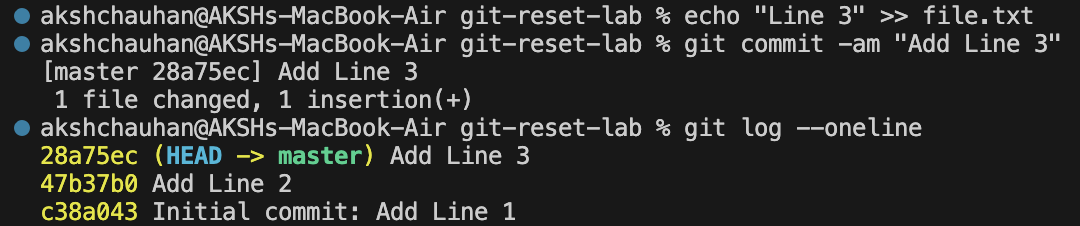 akshchauhan@AKSHs-MacBook-Air git-reset-lab % echo "Line 3" >> file.txt
akshchauhan@AKSHs-MacBook-Air git-reset-lab % git commit -am "Add Line 3"
[master 28a75ec] Add Line 3
 1 file changed, 1 insertion(+)
akshchauhan@AKSHs-MacBook-Air git-reset-lab % git log --oneline
28a75ec (HEAD -> master) Add Line 3
47b37b0 Add Line 2
c38a043 Initial commit: Add Line 1